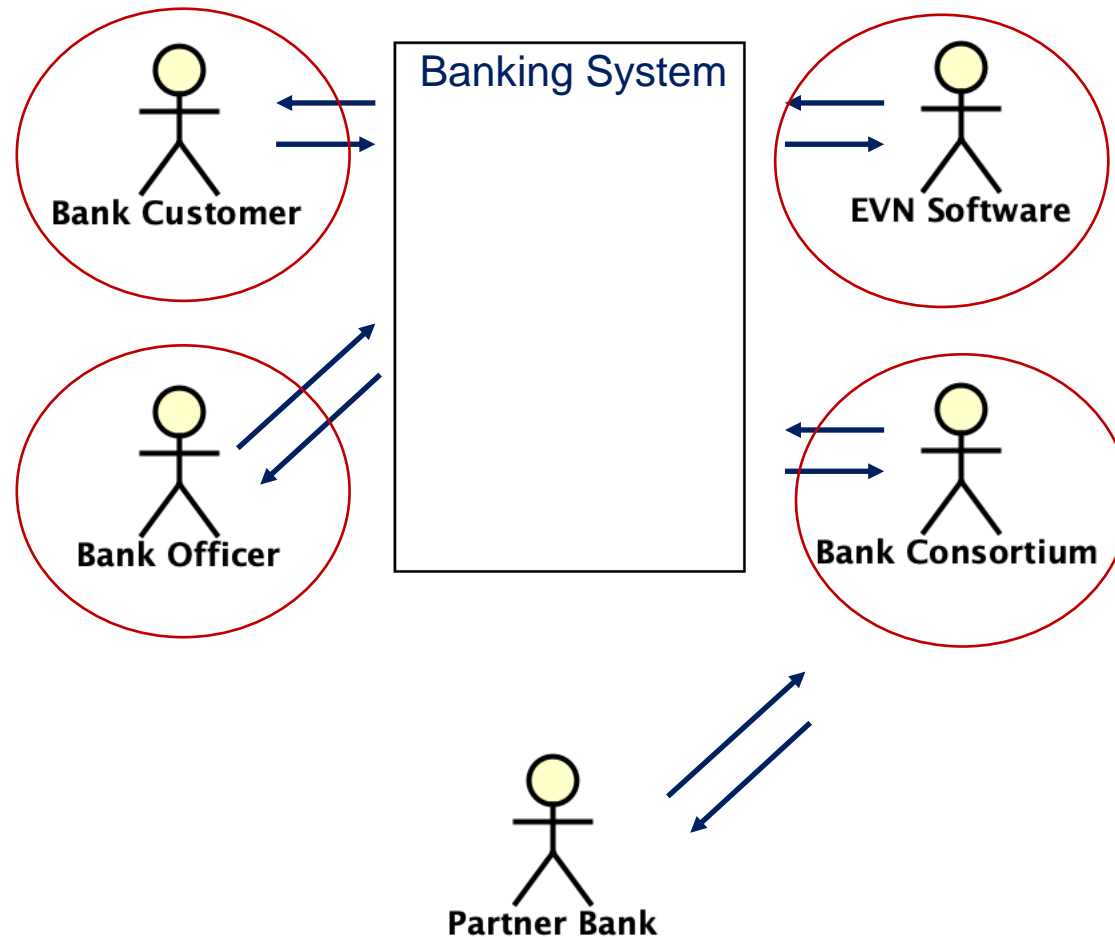 Banking System
Bank Customer
EVN Software
Bank Officer
Bank Consortium
Partner Bank